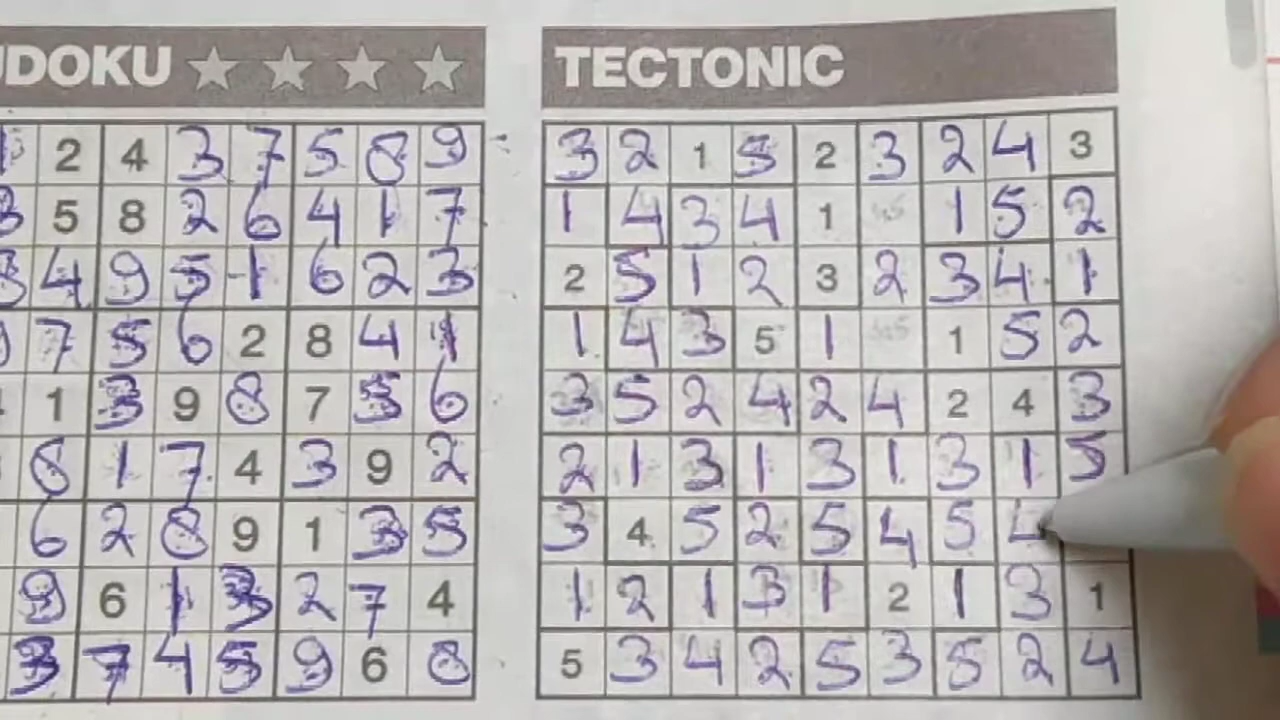 UDOKU ★ ★ ★ ★
2 4 3 7 5 8 9
5 8 2 6 4 1 7
4 9 5 1 6 2 3
7 5 6 2 8 4 1
1 3 9 8 7 5 6
8 1 7 4 3 9 2
6 2 8 9 1 3 5
9 6 1 3 2 7 4
3 7 4 5 9 6 8
TECTONIC
3 2 1 5 2 3 2 4 3
1 4 3 4 1 1 5 2
2 5 1 2 3 2 3 4 1
1 4 3 5 1 1 5 2
3 5 2 4 2 4 2 4 3
2 1 3 1 3 1 3 1 5
3 4 5 2 5 4 5 4
1 2 1 3 1 2 1 3 1
5 3 4 2 5 3 5 2 4